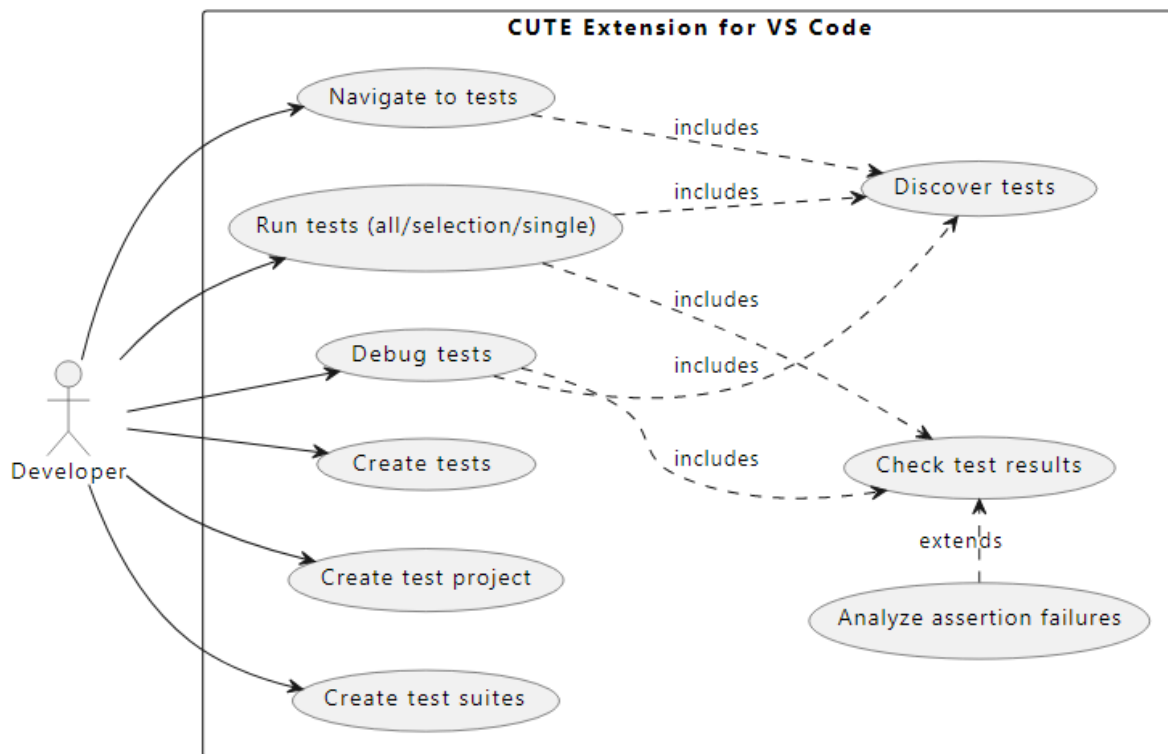 CUTE Extension for VS Code
Navigate to tests
includes
Discover tests
includes
Run tests (all/selection/single)
includes
Debug tests
includes
Create tests
includes
Check test results
Developer
extends
Create test project
Analyze assertion failures
Create test suites